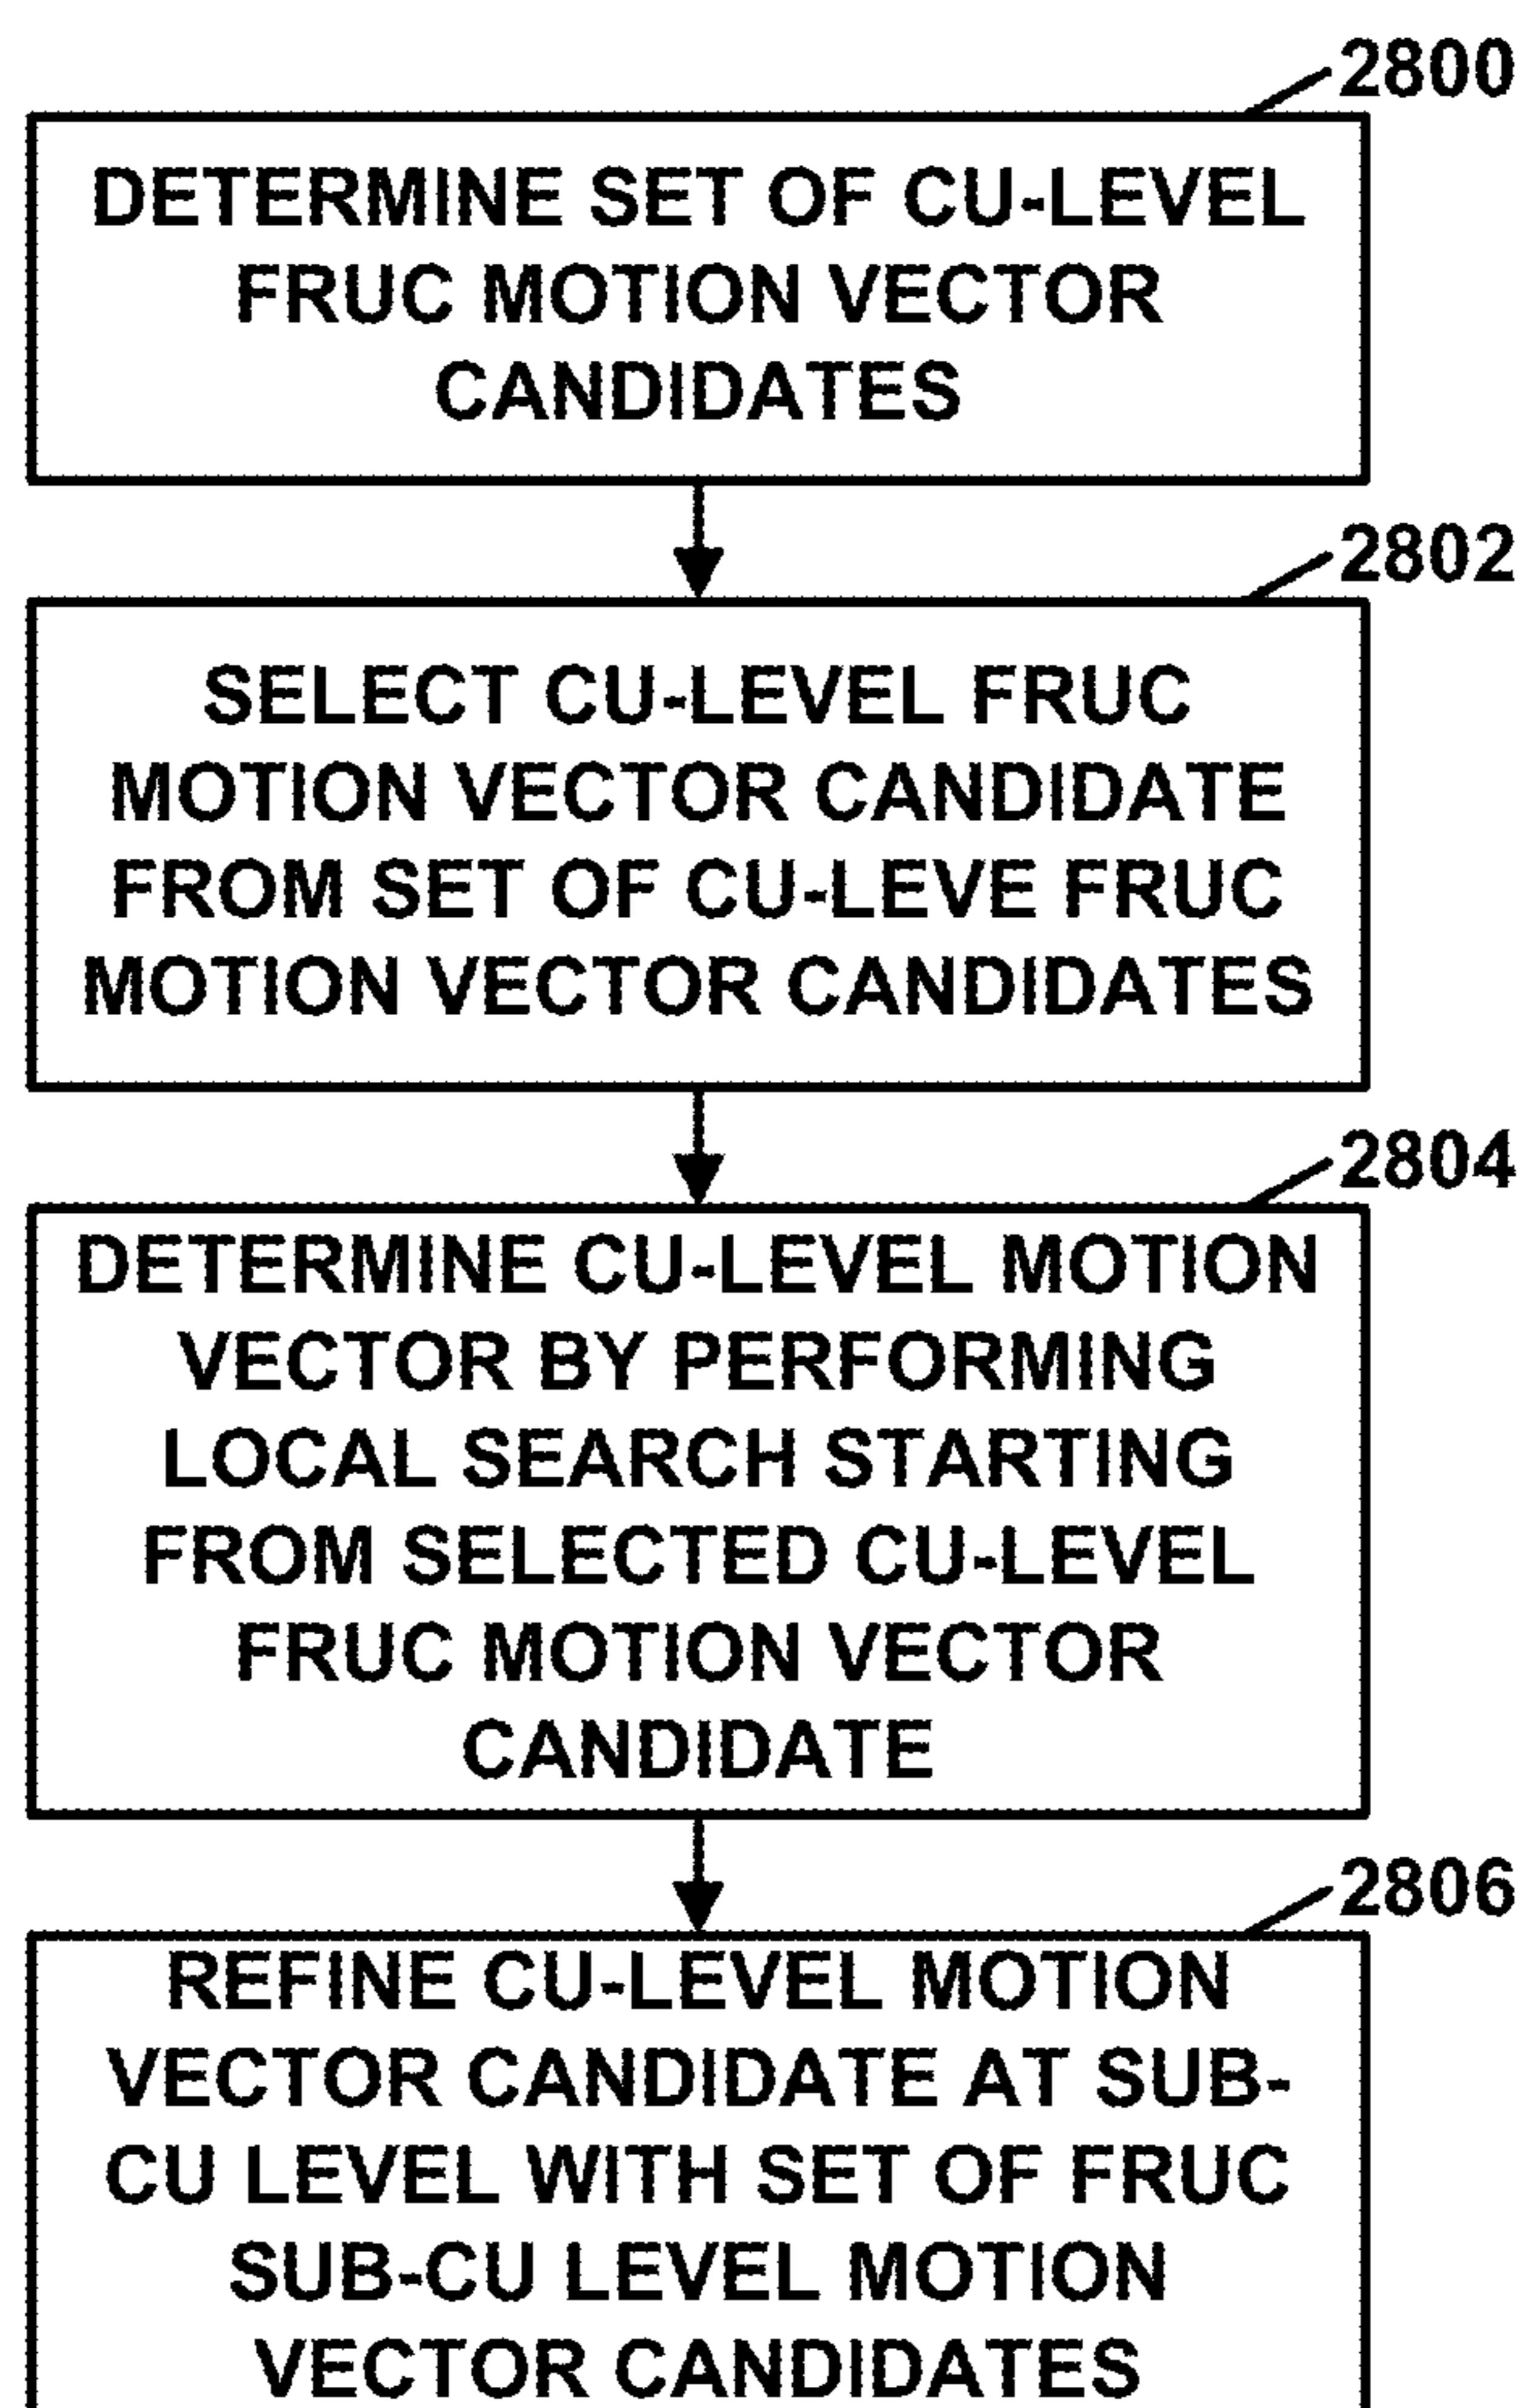 2800
DETERMINE SET OF CU-LEVEL
FRUC MOTION VECTOR
CANDIDATES
2802
SELECT CU-LEVEL FRUC
MOTION VECTOR CANDIDATE
FROM SET OF CU-LEVE FRUC
MOTION VECTOR CANDIDATES
2804
DETERMINE CU-LEVEL MOTION
VECTOR BY PERFORMING
LOCAL SEARCH STARTING
FROM SELECTED CU-LEVEL
FRUC MOTION VECTOR
CANDIDATE
2806
REFINE CU-LEVEL MOTION
VECTOR CANDIDATE AT SUB-
CU LEVEL WITH SET OF FRUC
SUB-CU LEVEL MOTION
VECTOR CANDIDATES